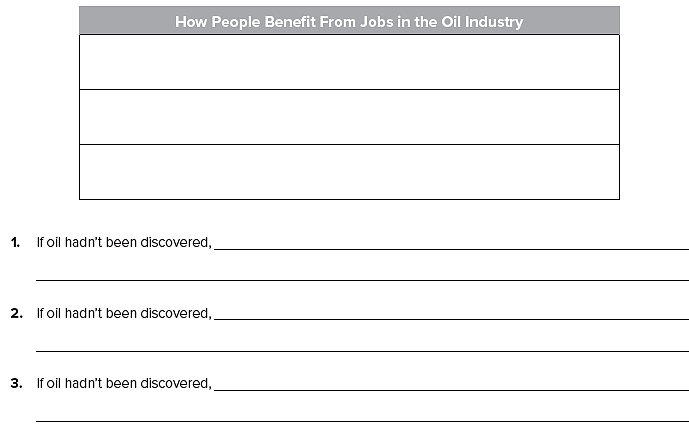 How People Benefit From Jobs in the Oil Industry
1. If oil hadn't been discovered,
2. If oil hadn't been discovered,
3. If oil hadn't been discovered,